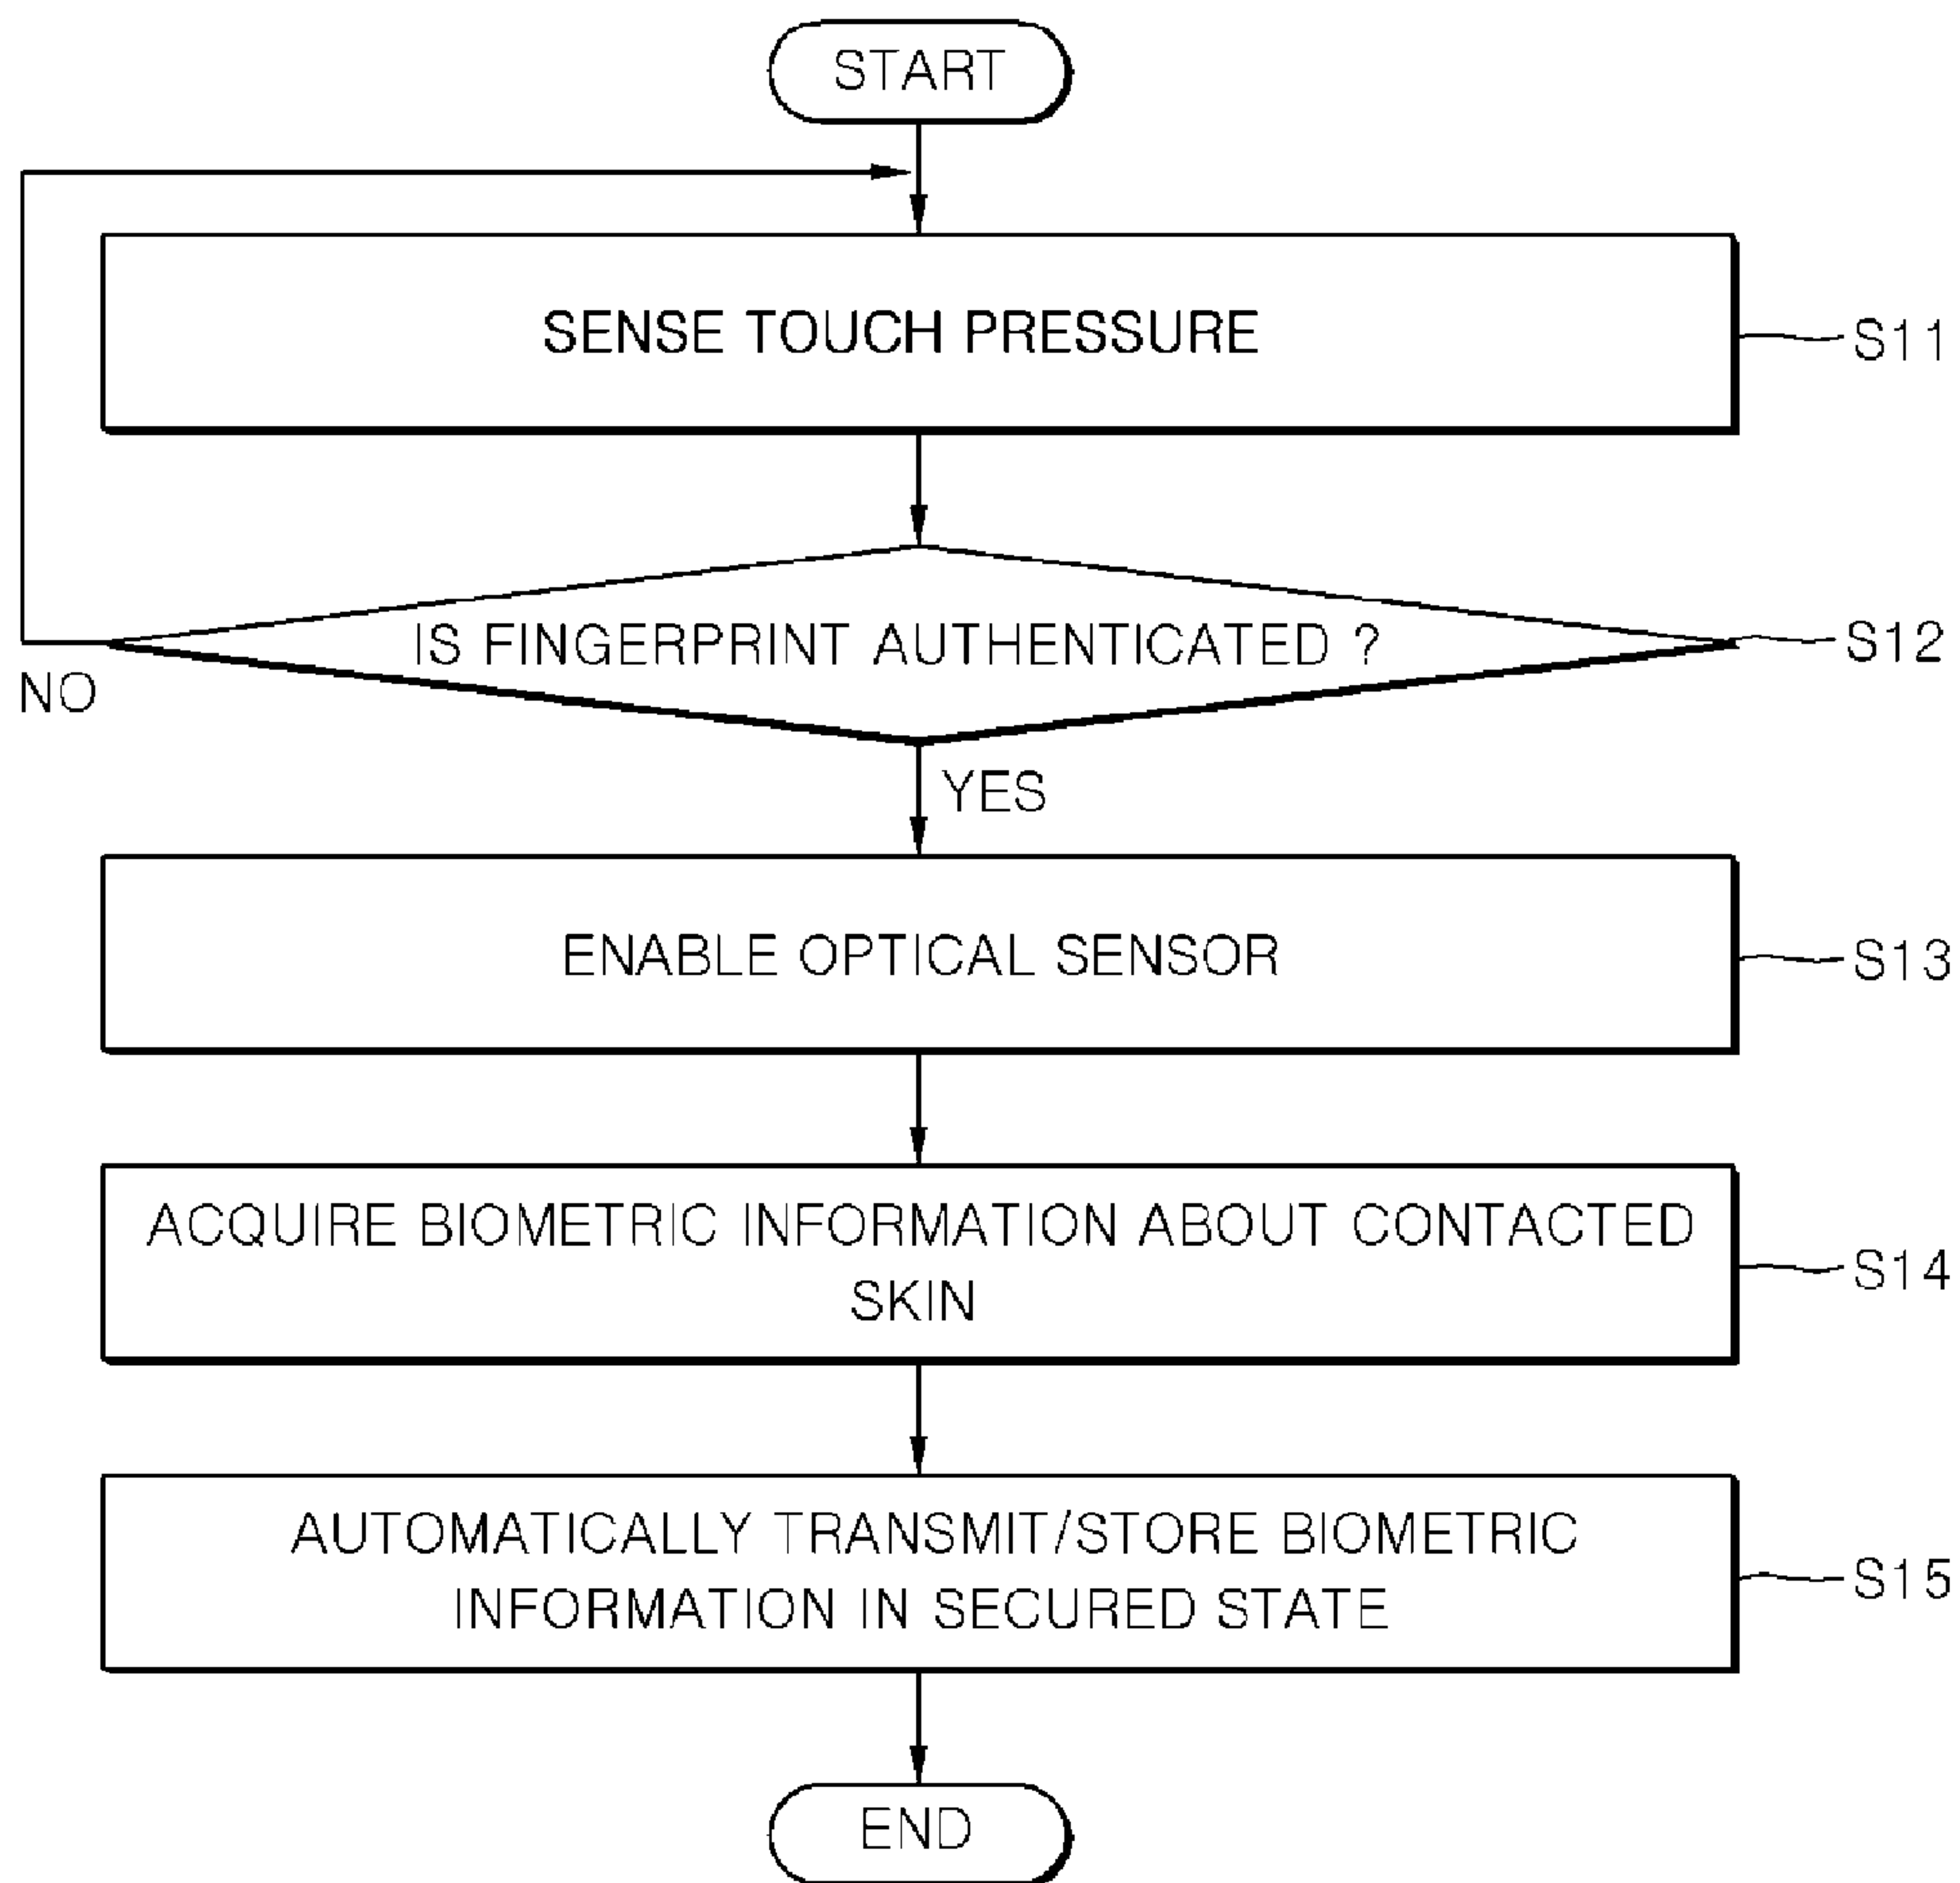 START
SENSE TOUCH PRESSURE
S11
IS FINGERPRINT AUTHENTICATED ?
S12
NO
YES
ENABLE OPTICAL SENSOR
S13
ACQUIRE BIOMETRIC INFORMATION ABOUT CONTACTED
SKIN
S14
AUTOMATICALLY TRANSMIT/STORE BIOMETRIC
INFORMATION IN SECURED STATE
S15
END